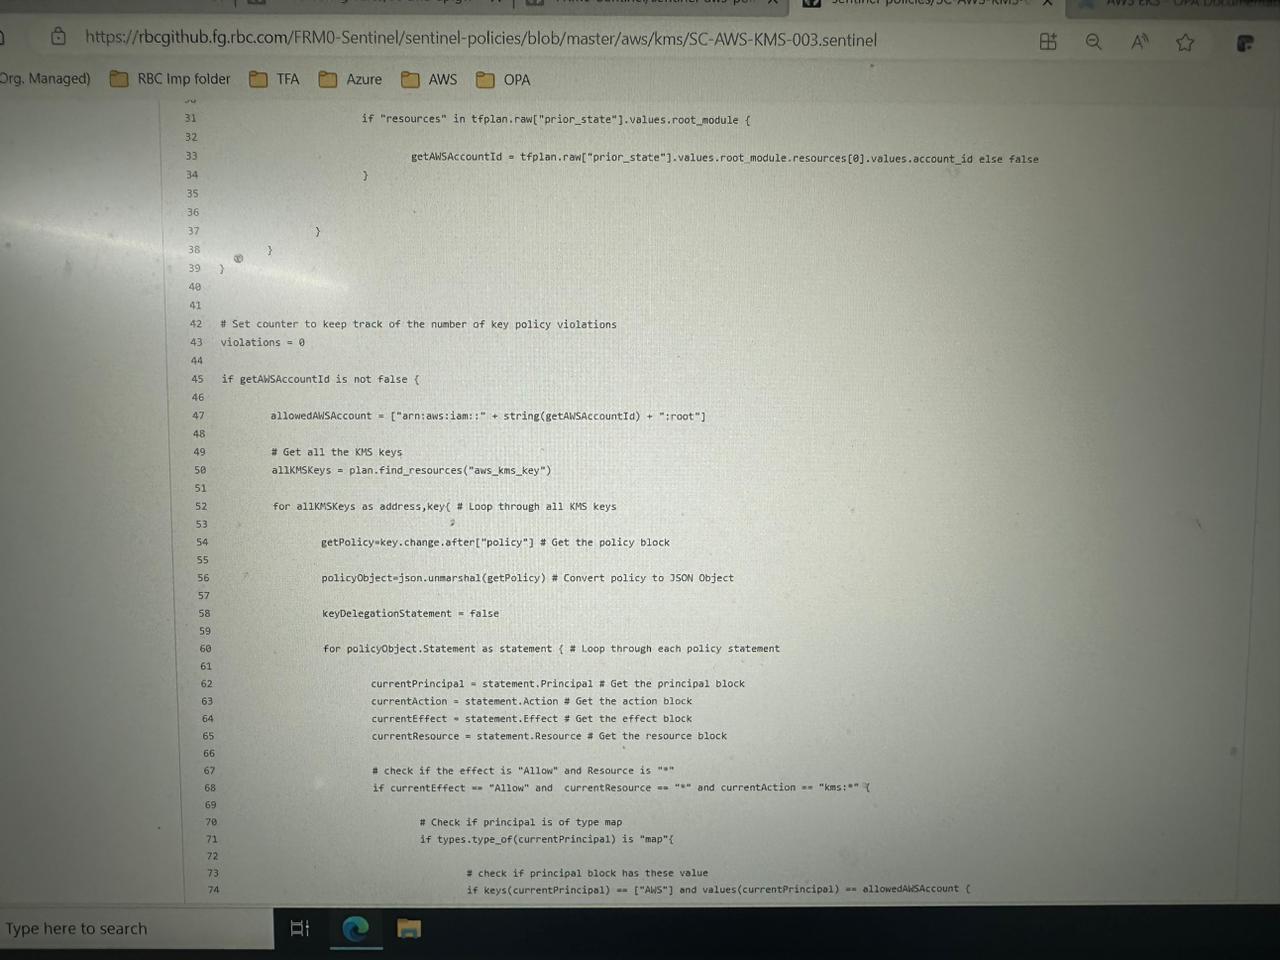 https://rbcgithub.fg.rbc.com/FRM0-Sentinel/sentinel-policies/blob/master/aws/kms/SC-AWS-KMS-003.sentinel
Org. Managed) RBC Imp folder TFA Azure AWS OPA
31 if "resources" in tfplan.raw["prior_state"].values.root_module {
32
33 getAWSAccountId = tfplan.raw["prior_state"].values.root_module.resources[0].values.account_id else false
34 }
35
36
37 }
38 }
39 }
40
41
42 # Set counter to keep track of the number of key policy violations
43 violations = 0
44
45 if getAWSAccountId is not false {
46
47 allowedAWSAccount = ["arn:aws:iam::" + string(getAWSAccountId) + ":root"]
48
49 # Get all the KMS keys
50 allKMSKeys = plan.find_resources("aws_kms_key")
51
52 for allKMSKeys as address,key{ # Loop through all KMS keys
53
54 getPolicy=key.change.after["policy"] # Get the policy block
55
56 policyObject=json.unmarshal(getPolicy) # Convert policy to JSON Object
57
58 keyDelegationStatement = false
59
60 for policyObject.Statement as statement { # Loop through each policy statement
61
62 currentPrincipal = statement.Principal # Get the principal block
63 currentAction = statement.Action # Get the action block
64 currentEffect = statement.Effect # Get the effect block
65 currentResource = statement.Resource # Get the resource block
66
67 # check if the effect is "Allow" and Resource is "*"
68 if currentEffect == "Allow" and  currentResource == "*" and currentAction == "kms:*" {
69
70 # Check if principal is of type map
71 if types.type_of(currentPrincipal) is "map"{
72
73 # check if principal block has these value
74 if keys(currentPrincipal) == ["AWS"] and values(currentPrincipal) == allowedAWSAccount {
Type here to search